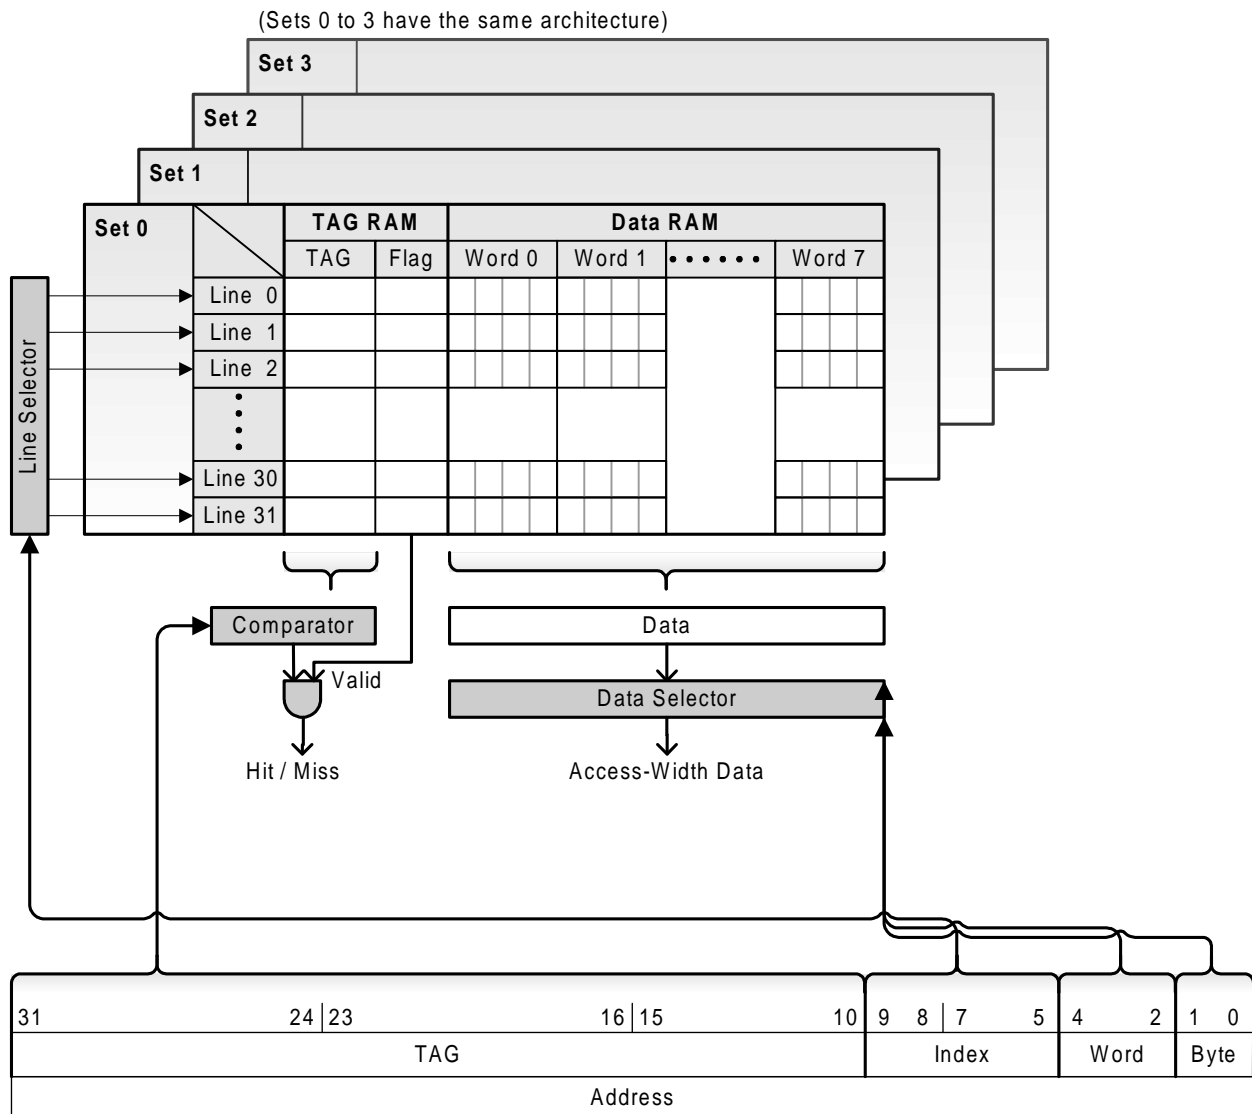 (Sets 0 to 3 have the same architecture)
Set 3
Set 2
Set 1
Set 0
TAG RAM
Data RAM
TAG
Flag
Word 0
Word 1
......
Word 7
Line Selector
Line 0
Line 1
Line 2
Line 30
Line 31
Comparator
Data
Valid
Data Selector
Hit / Miss
Access-Width Data
31 24 23 16 15 10 9 8 7 5 4 2 1 0
TAG
Index
Word
Byte
Address